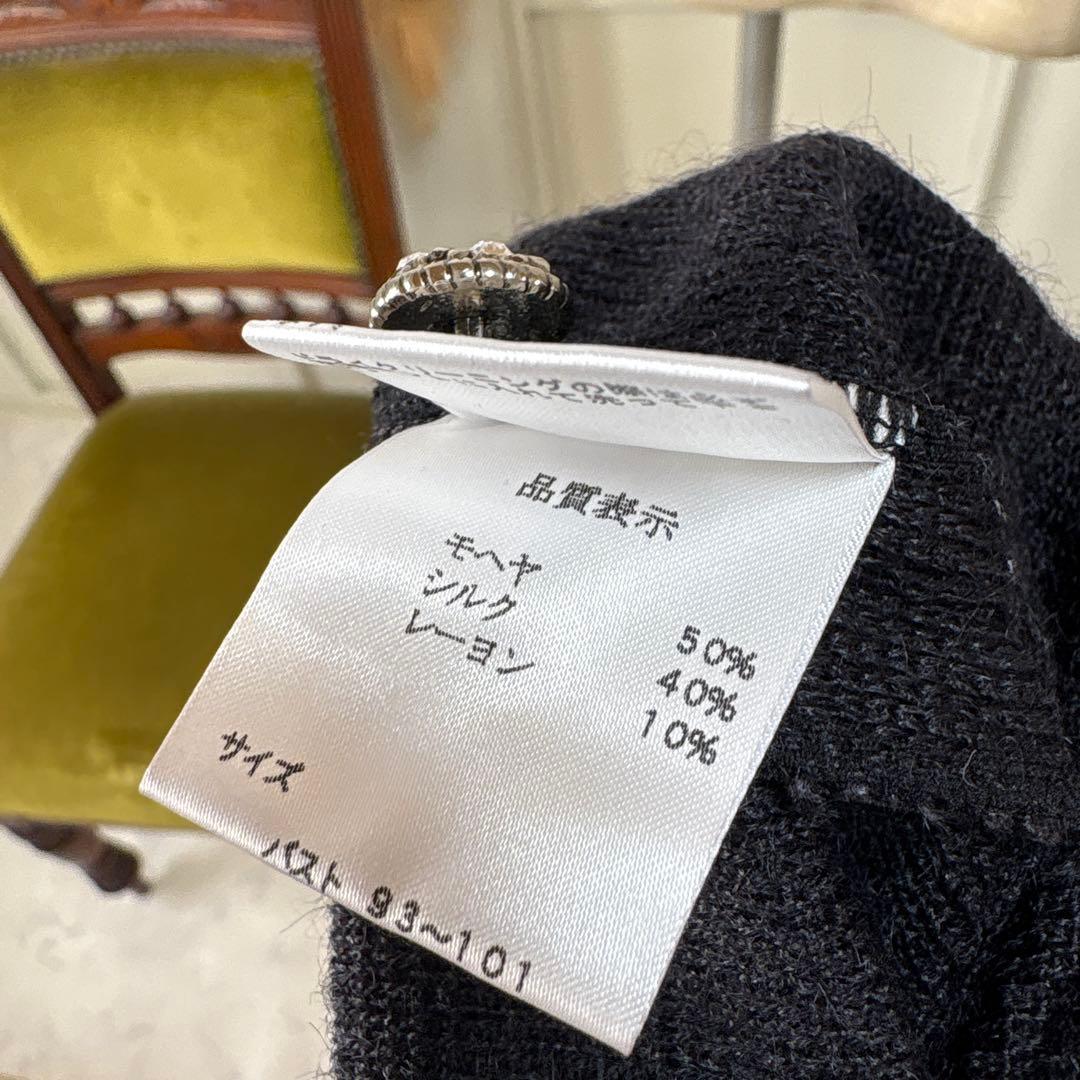 品質表示
モヘヤ 50%
シルク 40%
レーヨン 10%
サイズ
バスト 93~101